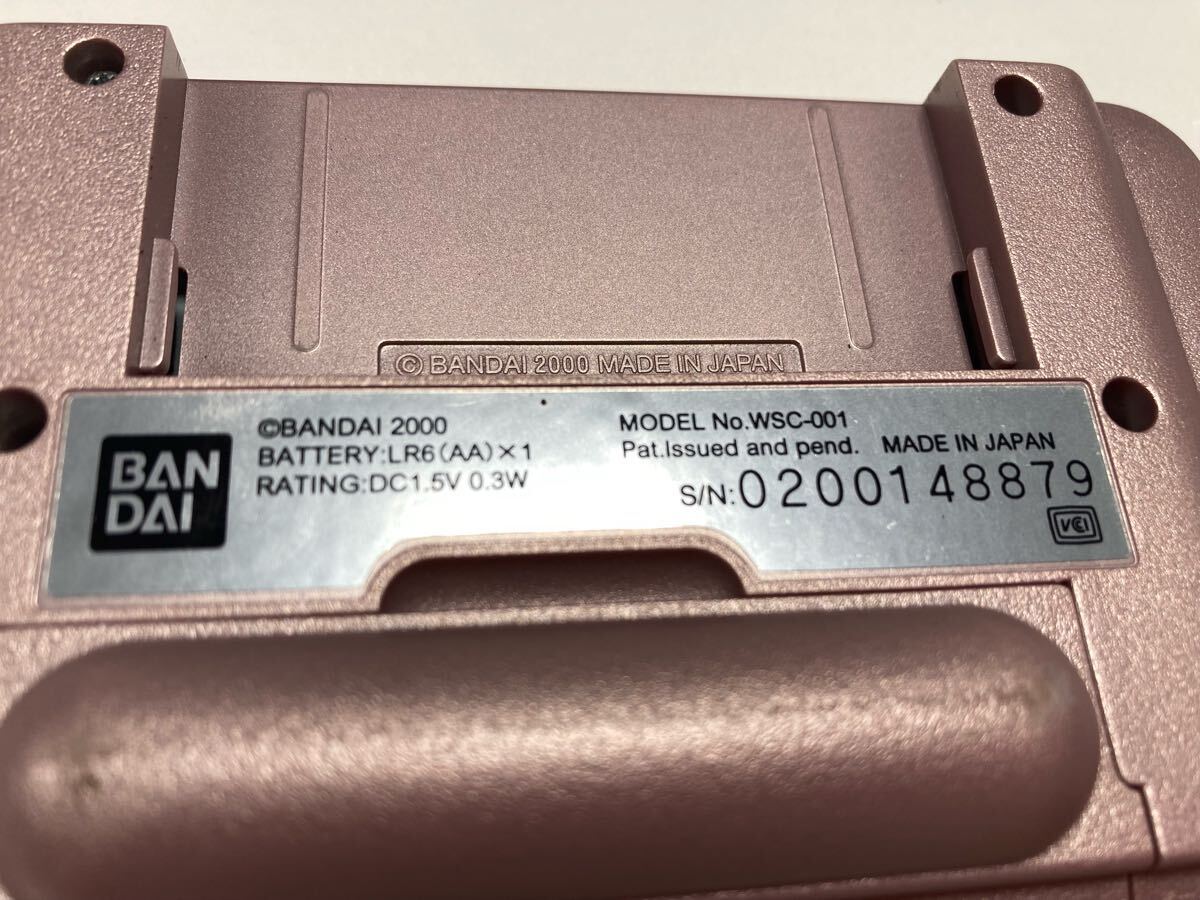 © BANDAI 2000 MADE IN JAPAN
BAN
DAI
©BANDAI 2000
BATTERY:LR6(AA)×1
RATING:DC1.5V 0.3W
MODEL No.WSC-001
Pat.Issued and pend. MADE IN JAPAN
S/N:0200148879
VCI